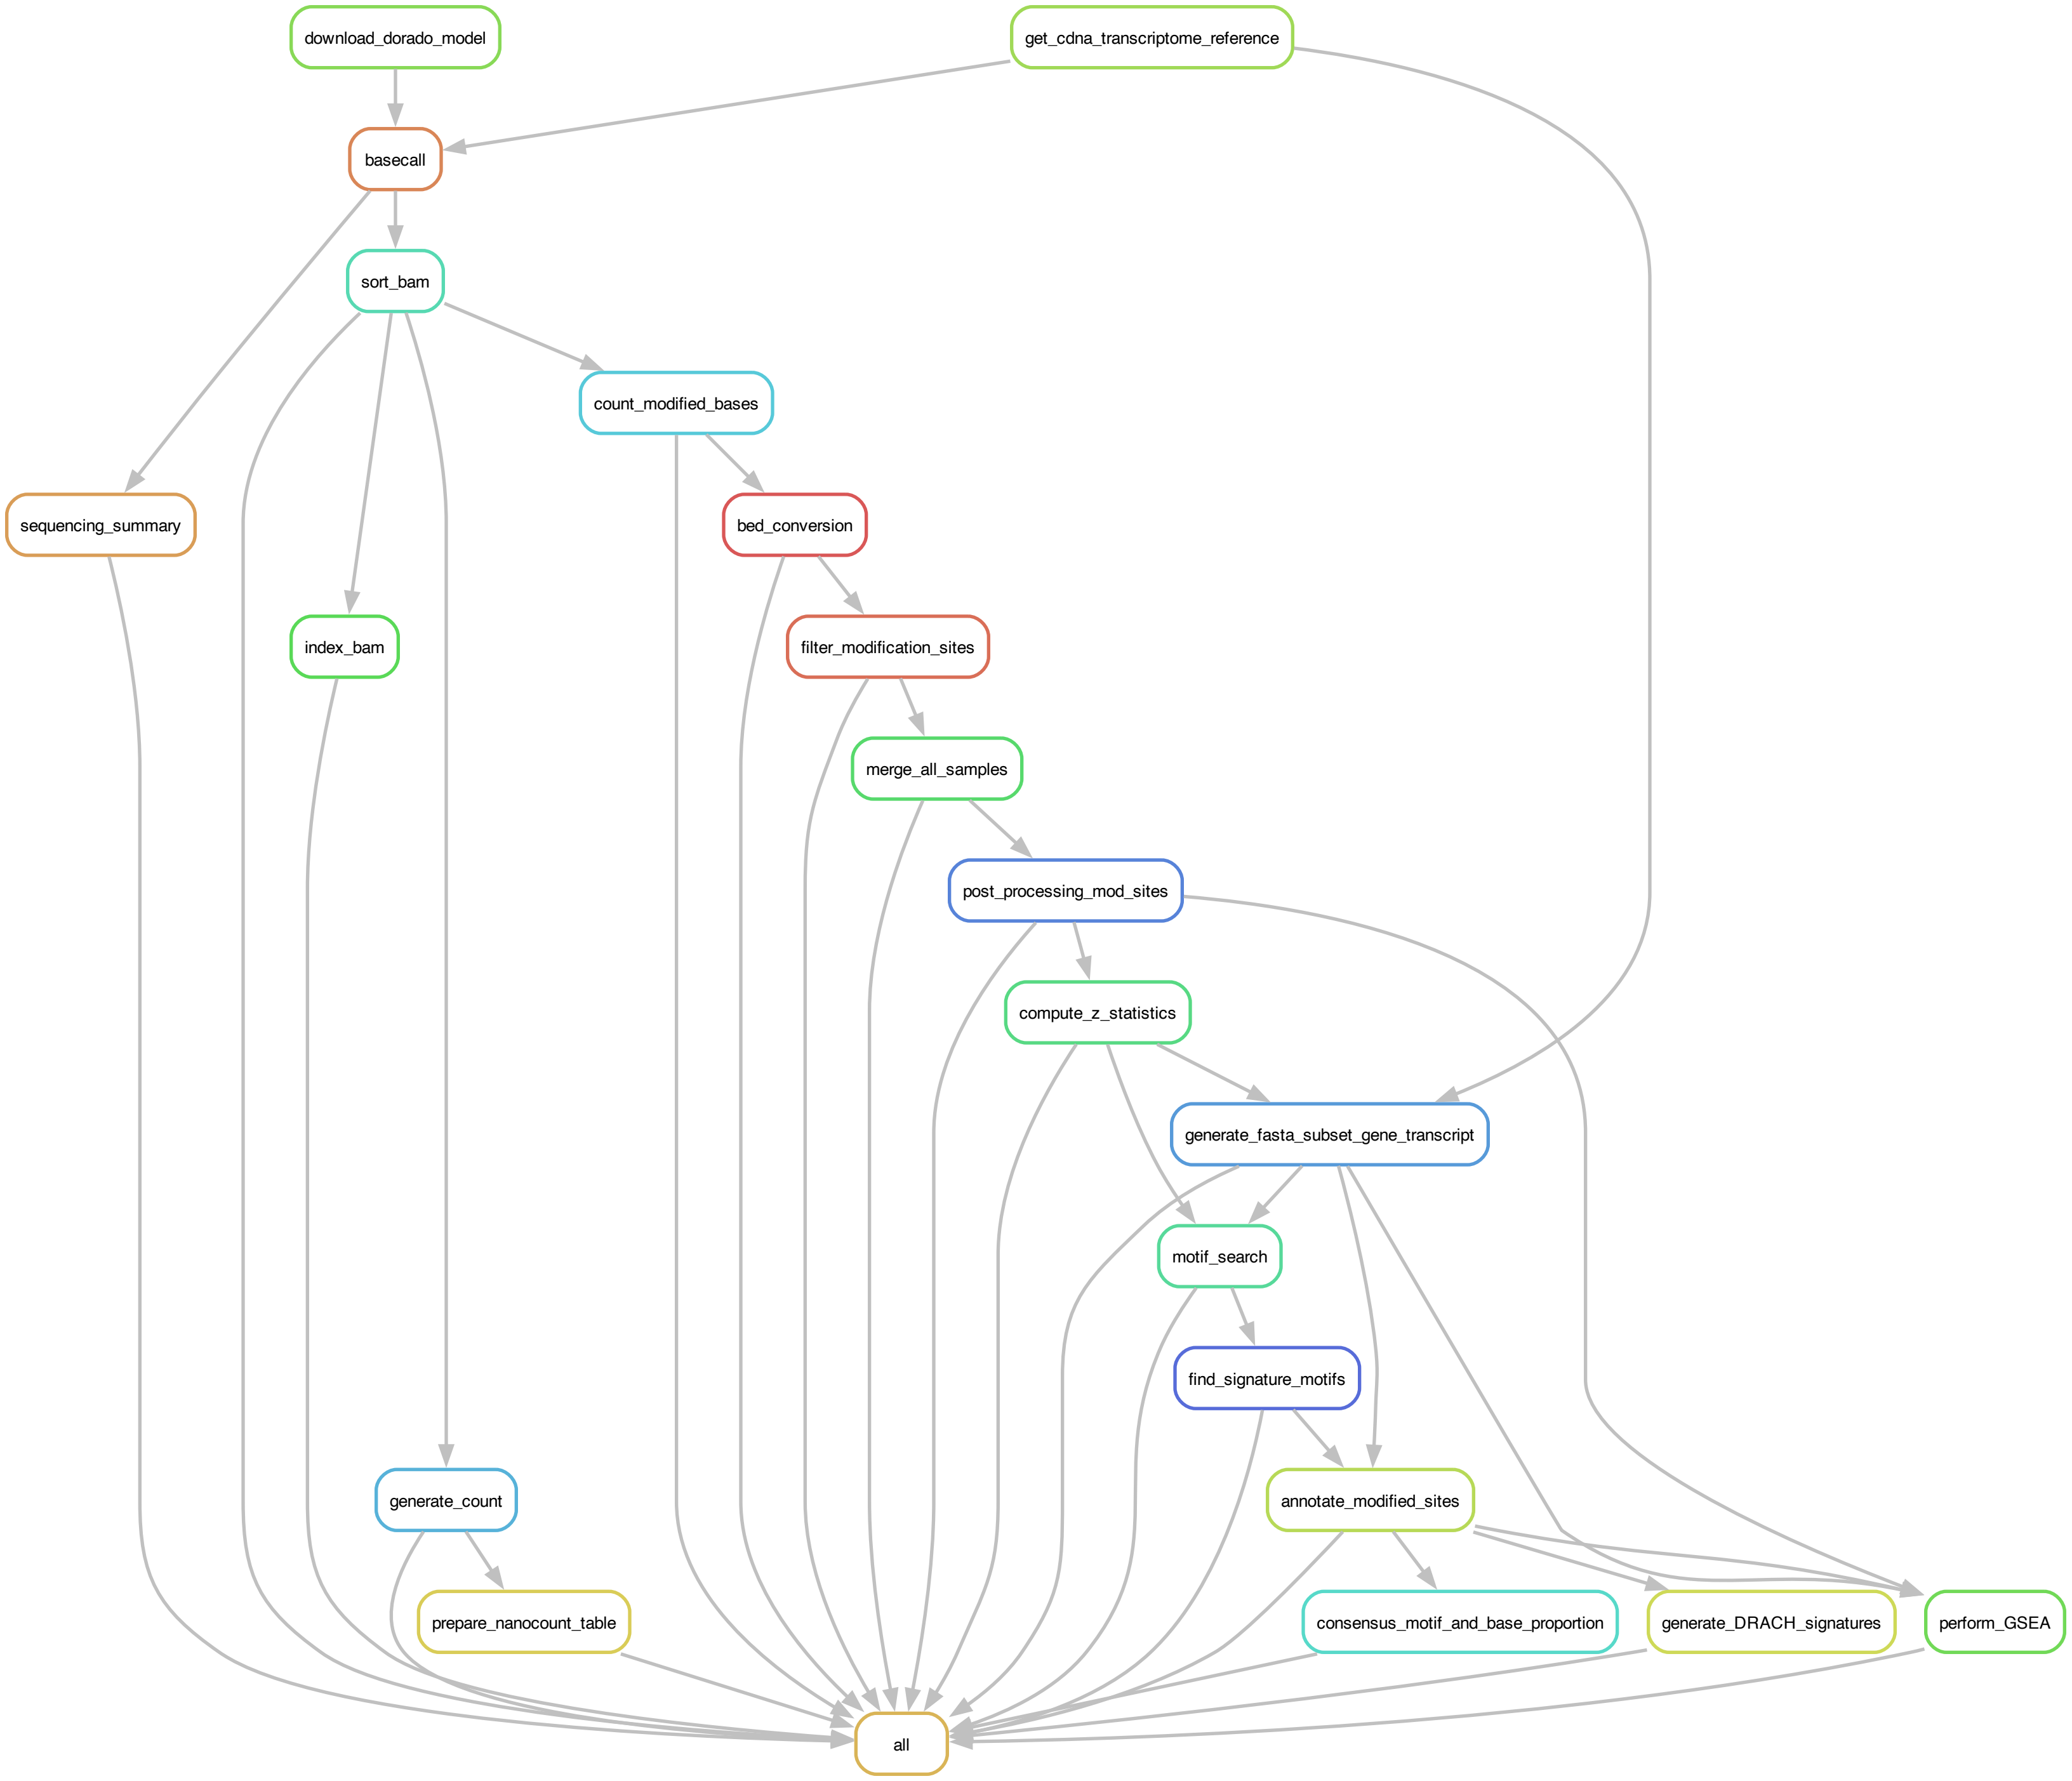 download_dorado_model
get_cdna_transcriptome_reference
basecall
sort_bam
count_modified_bases
sequencing_summary
bed_conversion
index_bam
filter_modification_sites
merge_all_samples
post_processing_mod_sites
compute_z_statistics
generate_fasta_subset_gene_transcript
motif_search
find_signature_motifs
generate_count
annotate_modified_sites
prepare_nanocount_table
consensus_motif_and_base_proportion
generate_DRACH_signatures
perform_GSEA
all